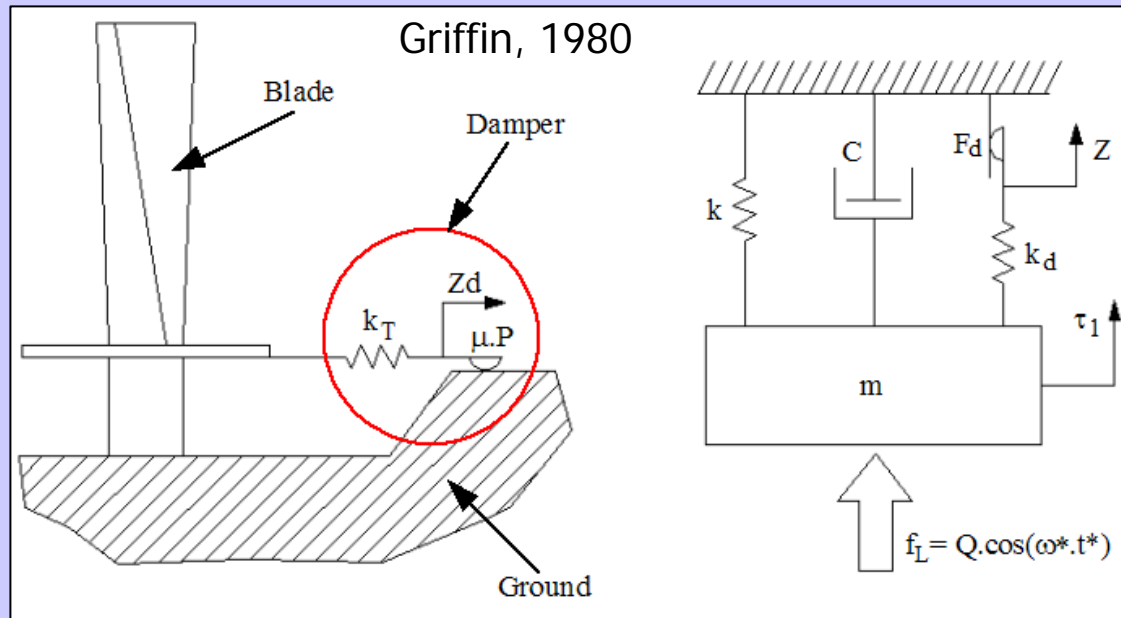 Griffin, 1980
Blade
Damper
Zd
k_T
μ.P
Ground
C
F_d
Z
k
k_d
τ_1
m
f_L= Q.cos(ω*.t*)